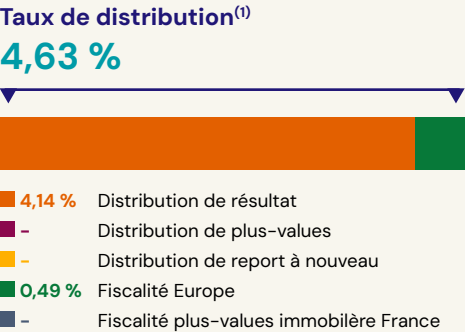 Taux de distribution(1)
4,63 %
4,14 % Distribution de résultat
– Distribution de plus-values
– Distribution de report à nouveau
0,49 % Fiscalité Europe
– Fiscalité plus-values immobilère France